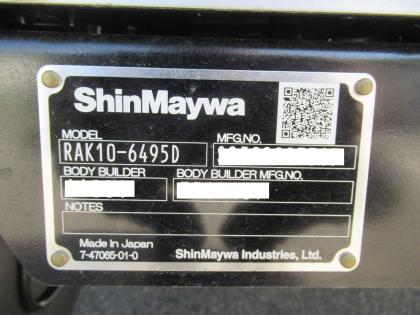 ShinMaywa
MODEL MFG.NO.
RAK10-6495D
BODY BUILDER BODY BUILDER MFG.NO.
NOTES
Made in Japan
7-47065-01-0 ShinMaywa Industries, Ltd.